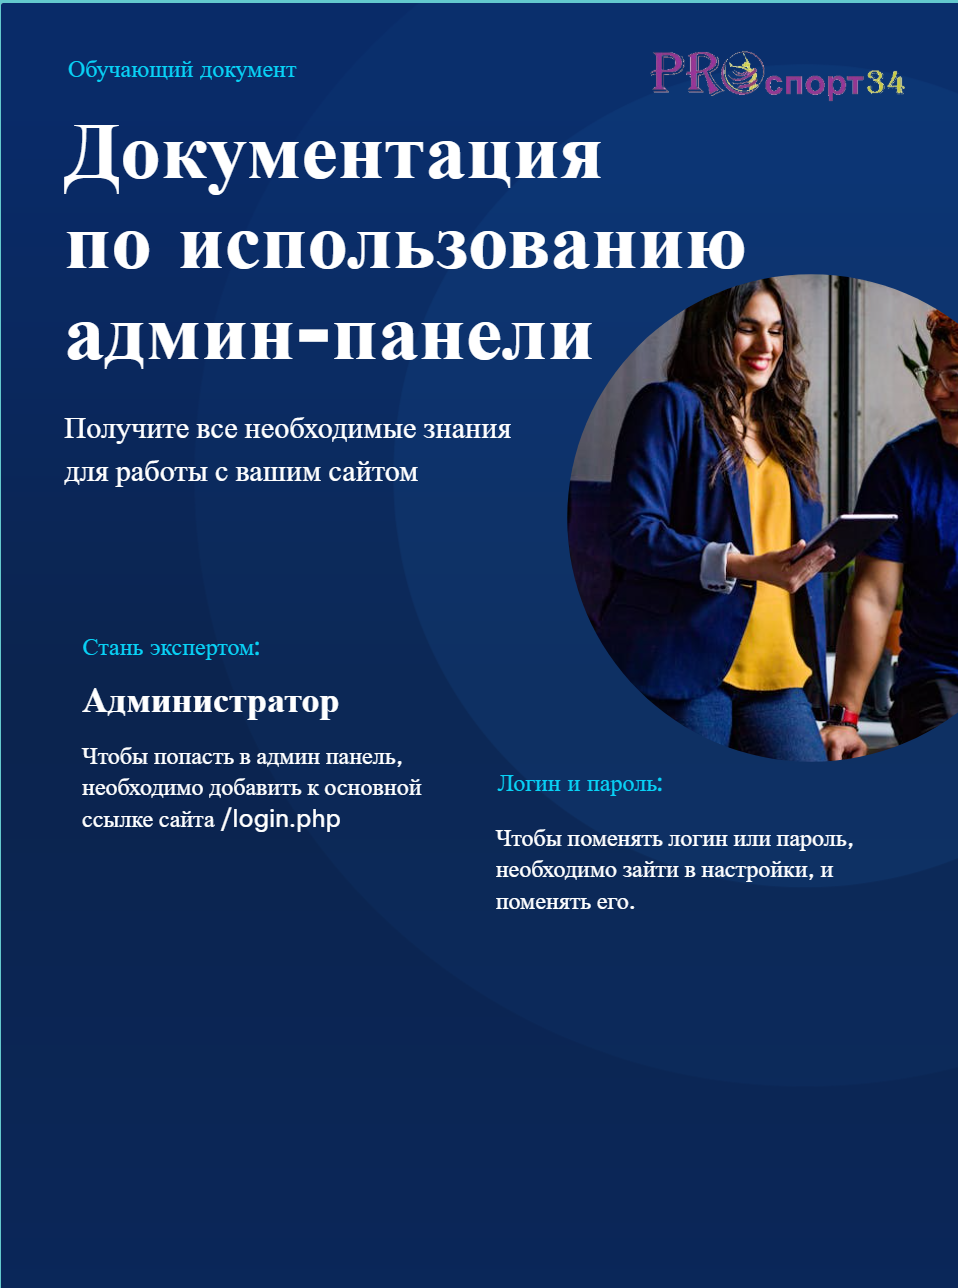 Обучающий документ
PROспорт34
Документация
по использованию
админ-панели
Получите все необходимые знания
для работы с вашим сайтом
Стань экспертом:
Администратор
Чтобы попасть в админ панель,
необходимо добавить к основной
ссылке сайта /login.php
Логин и пароль:
Чтобы поменять логин или пароль,
необходимо зайти в настройки, и
поменять его.